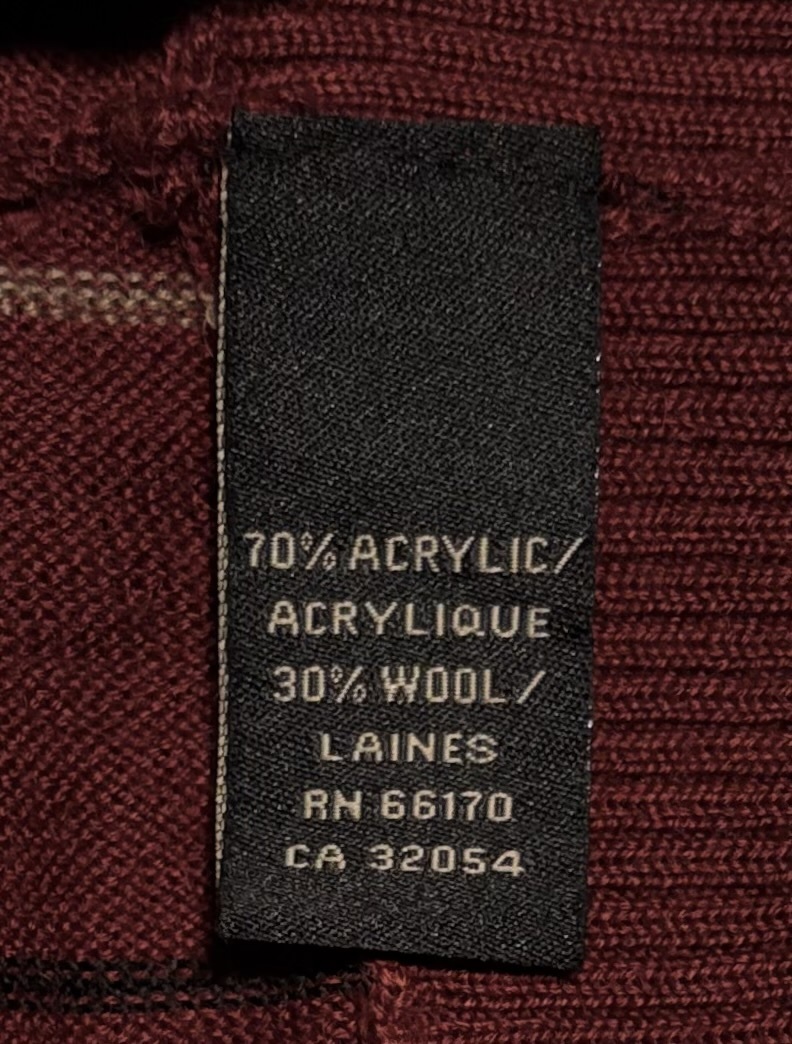 70% ACRYLIC/
ACRYLIQUE
30% WOOL/
LAINES
RN 66170
CA 32054